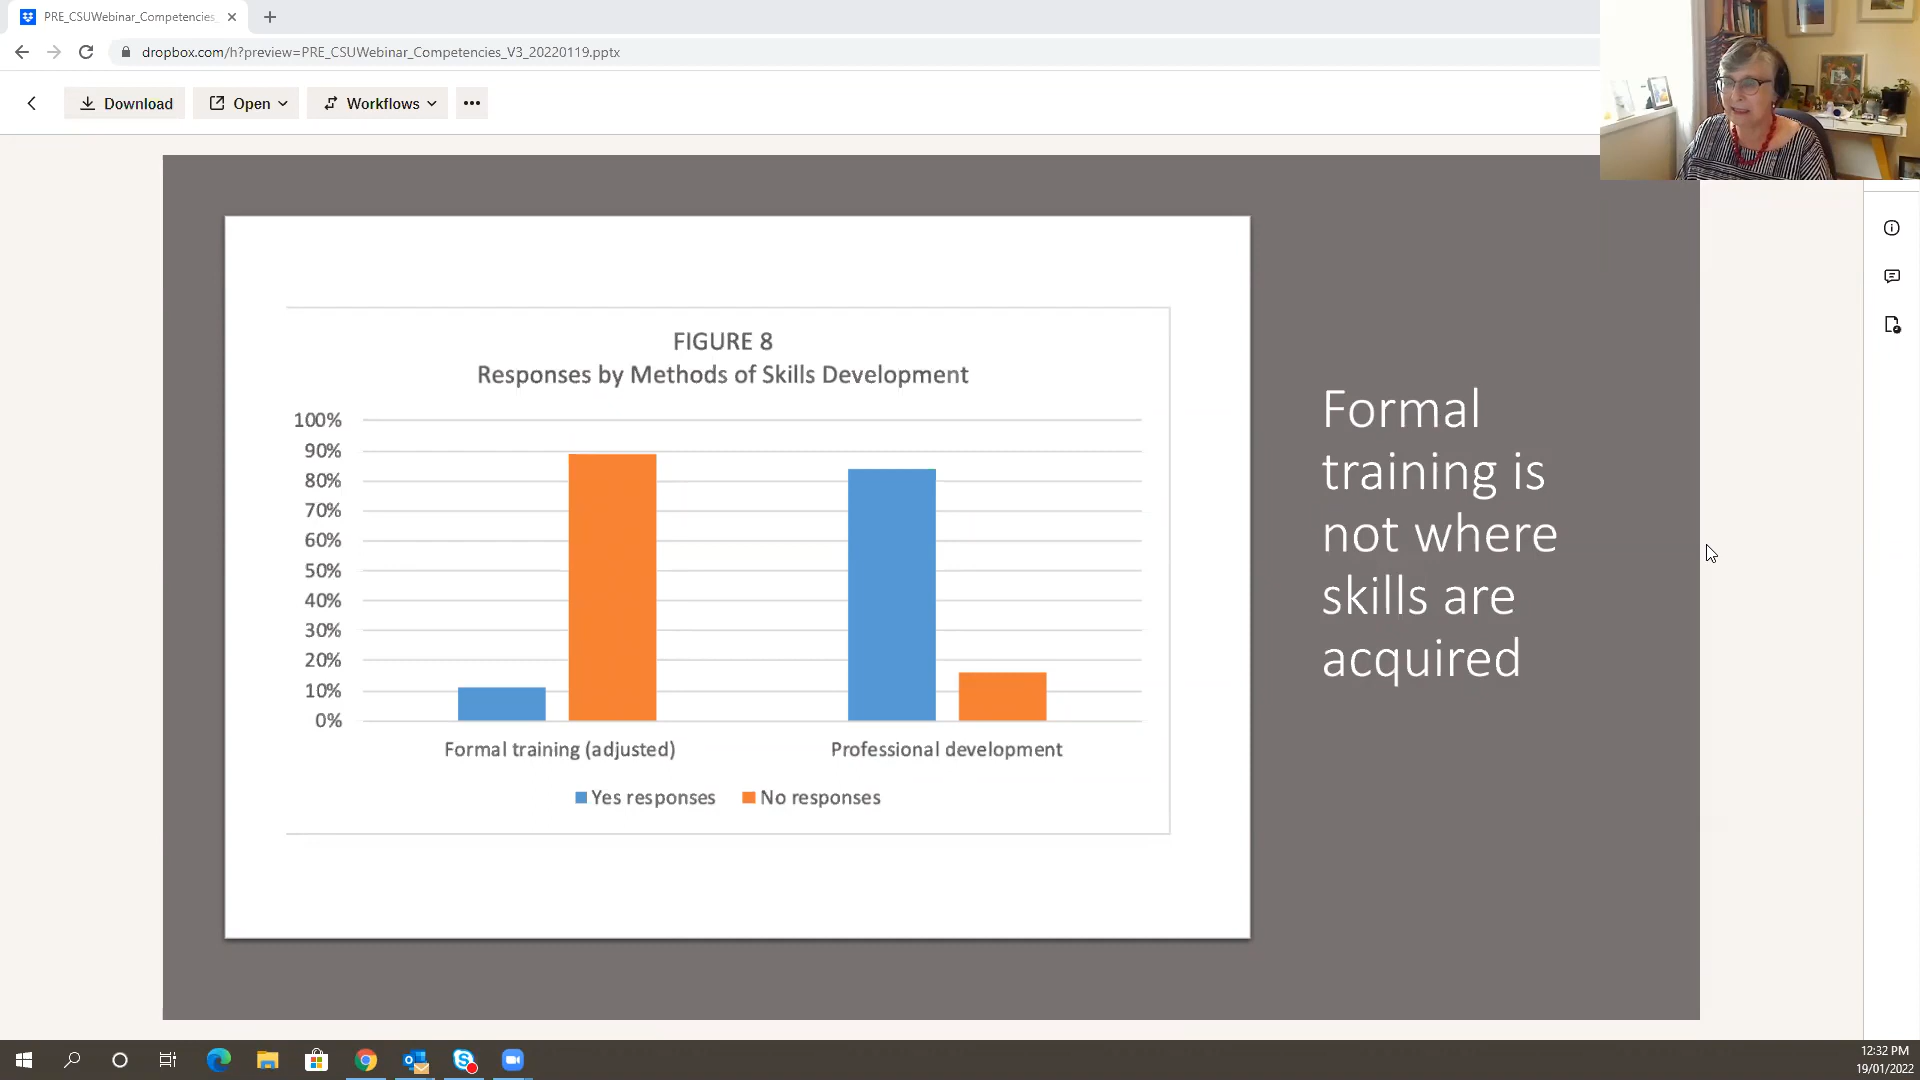 PRE_CSUWebinar_Competencies_
dropbox.com/h?preview=PRE_CSUWebinar_Competencies_V3_20220119.pptx
Download
Open
Workflows
FIGURE 8
Responses by Methods of Skills Development
100%
90%
80%
70%
60%
50%
40%
30%
20%
10%
0%
Formal training (adjusted)
Professional development
Yes responses
No responses
Formal
training is
not where
skills are
acquired
12:32 PM
19/01/2022